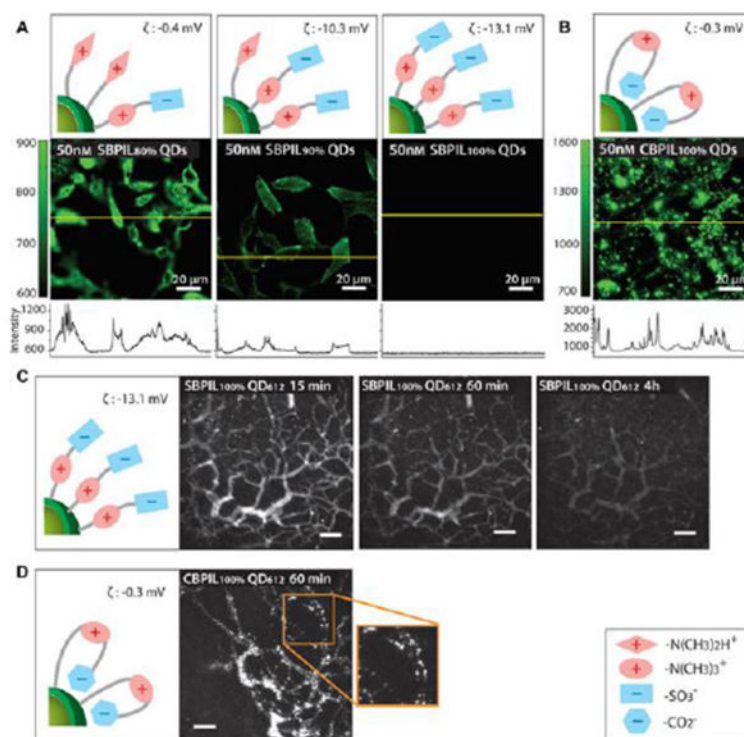 A
ζ: -0.4 mV
ζ: -10.3 mV
ζ: -13.1 mV
B
ζ: -0.3 mV
900
800
700
600
50nM SBPIL80% QDs
50nM SBPIL90% QDs
50nM SBPIL100% QDs
20 μm
20 μm
20 μm
1600
1300
1000
700
50nM CBPIL100% QDs
20 μm
Intensity
1200
900
600
3000
2000
1000
C
ζ: -13.1 mV
SBPIL100% QD612 15 min
SBPIL100% QD612 60 min
SBPIL100% QD612 4h
D
ζ: -0.3 mV
CBPIL100% QD612 60 min
-N(CH3)2H+
-N(CH3)3+
-SO3-
-CO2-